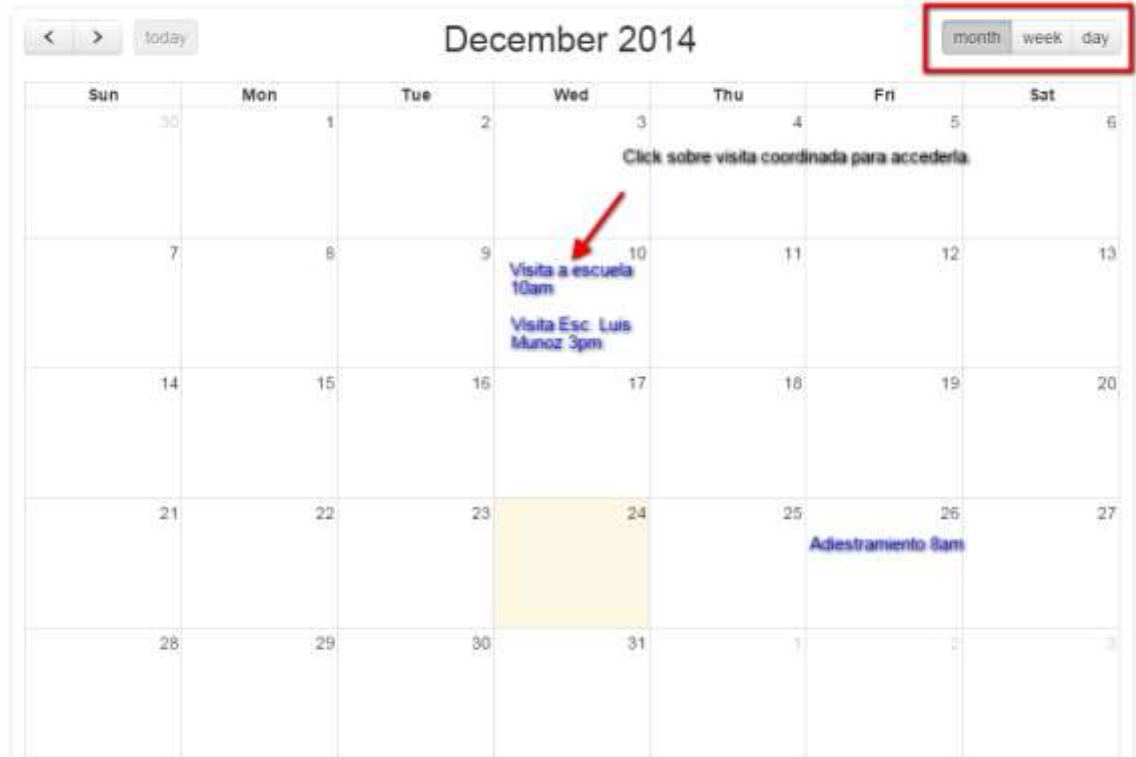 < > today December 2014 month week day
Sun Mon Tue Wed Thu Fri Sat
30 1 2 3 4 5 6
Click sobre visita coordinada para accederla.
7 8 9 10 11 12 13
Visita a escuela
10am
Visita Esc. Luis
Munoz 3pm
14 15 16 17 18 19 20
21 22 23 24 25 26 27
Adiestramiento 8am
28 29 30 31 1 2 3